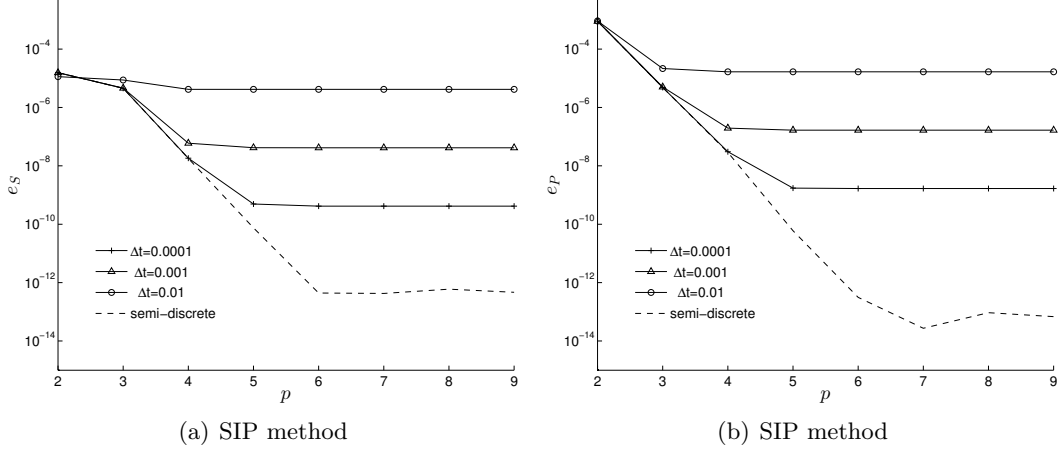 10⁻⁴
10⁻⁶
10⁻⁸
10⁻¹⁰
10⁻¹²
10⁻¹⁴
e_S
2 3 4 5 6 7 8 9
p
Δt=0.0001
Δt=0.001
Δt=0.01
semi−discrete
(a) SIP method
10⁻⁴
10⁻⁶
10⁻⁸
10⁻¹⁰
10⁻¹²
10⁻¹⁴
e_P
2 3 4 5 6 7 8 9
p
Δt=0.0001
Δt=0.001
Δt=0.01
semi−discrete
(b) SIP method